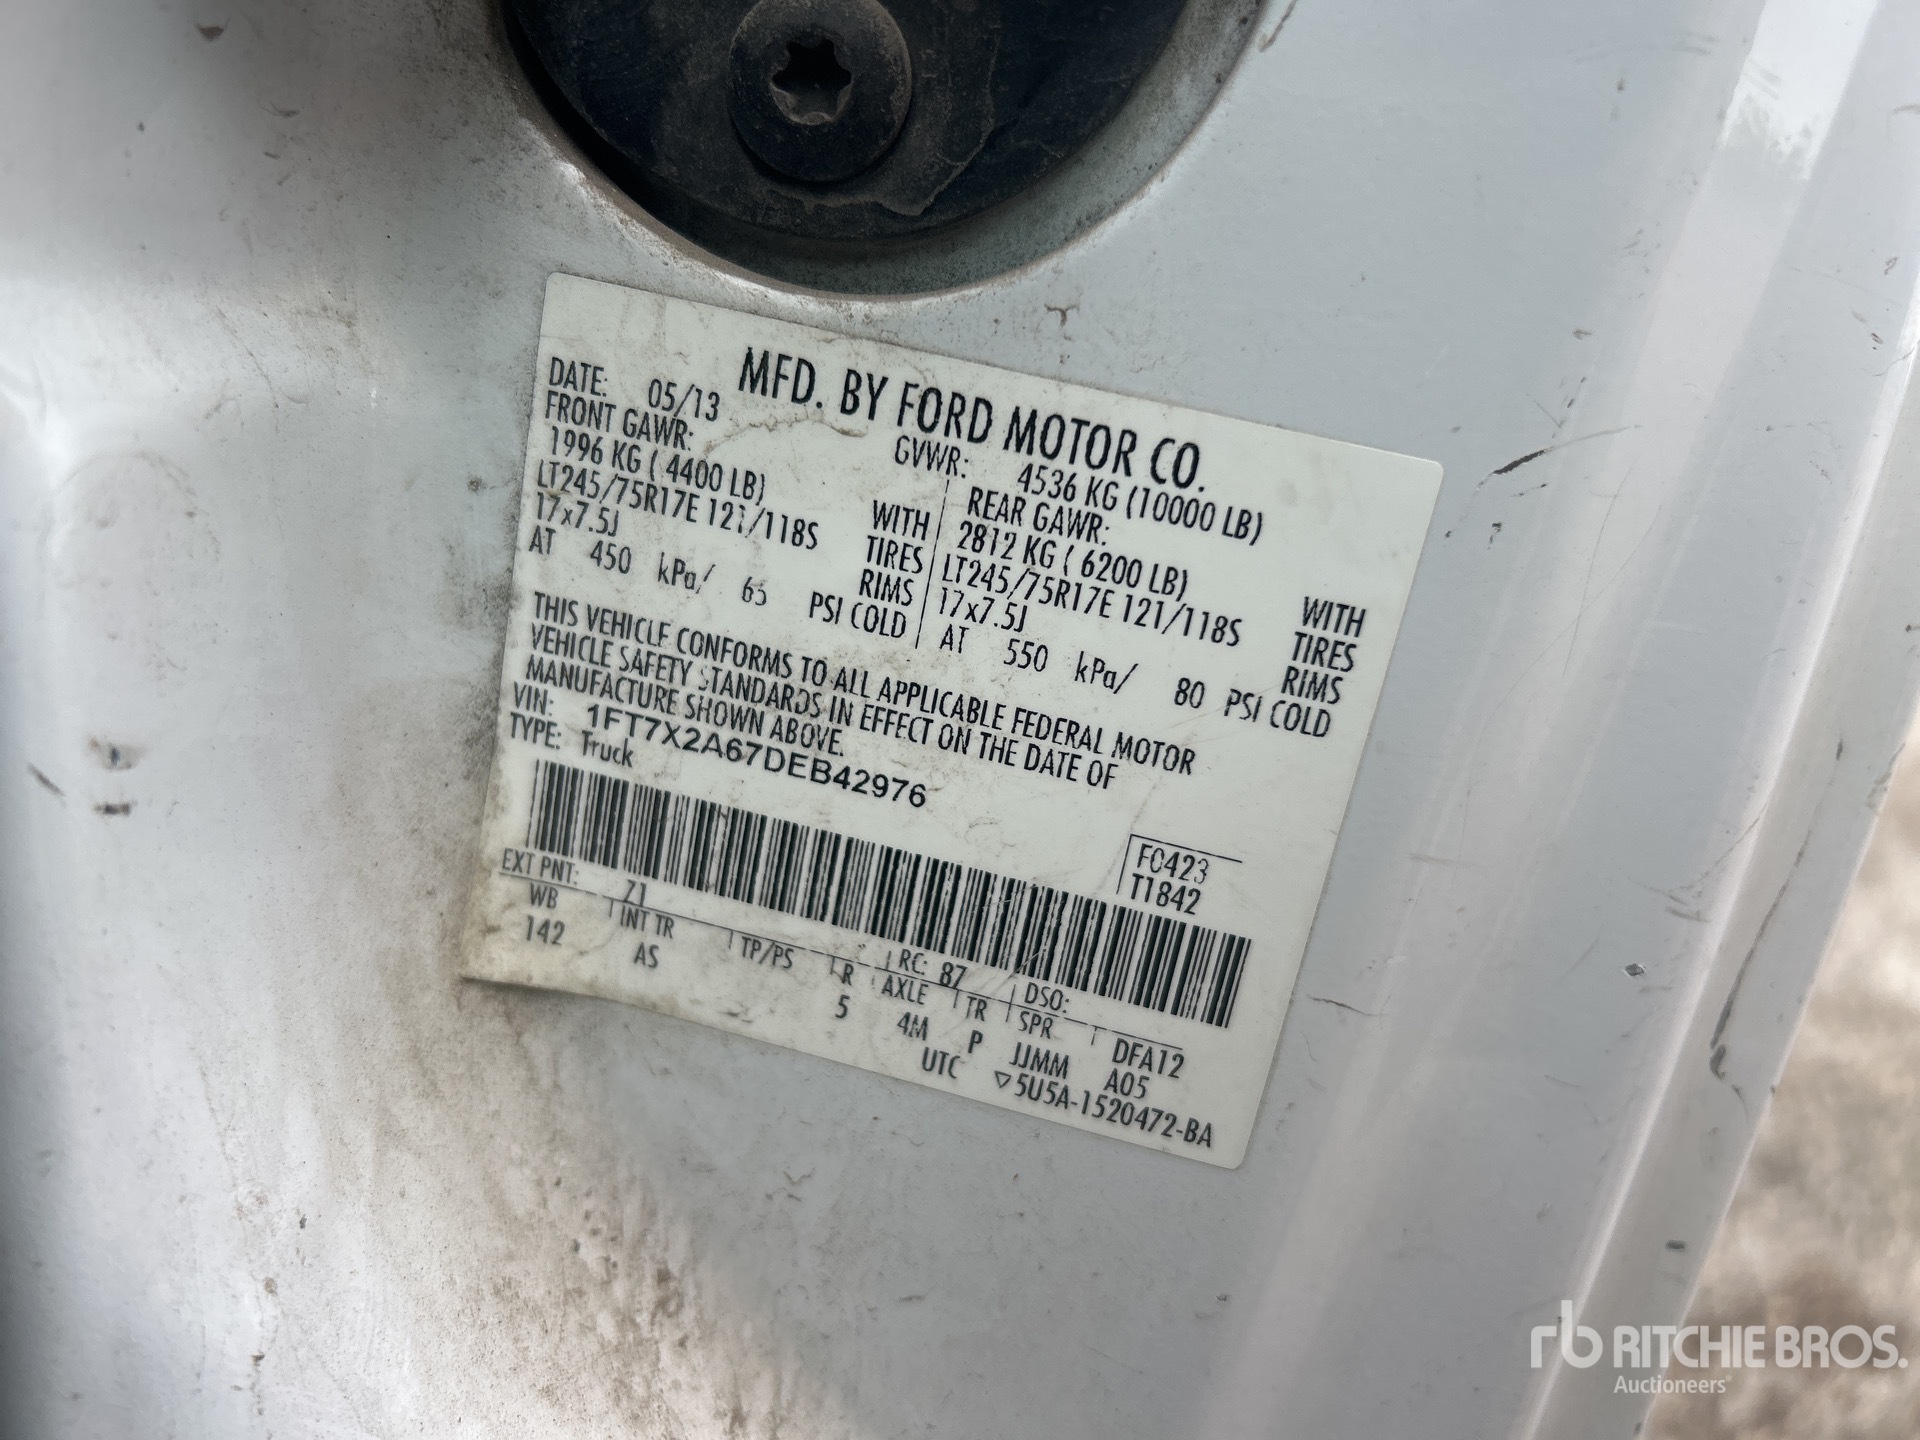 MFD. BY FORD MOTOR CO.
DATE: 05/13 GVWR: 4536 KG (10000 LB)
FRONT GAWR: REAR GAWR:
1996 KG ( 4400 LB) WITH 2812 KG ( 6200 LB) WITH
LT245/75R17E 121/118S TIRES LT245/75R17E 121/118S TIRES
17x7.5J RIMS 17x7.5J RIMS
AT 450 kPa/ 65 PSI COLD AT 550 kPa/ 80 PSI COLD
THIS VEHICLE CONFORMS TO ALL APPLICABLE FEDERAL MOTOR
VEHICLE SAFETY STANDARDS IN EFFECT ON THE DATE OF
MANUFACTURE SHOWN ABOVE.
VIN: 1FT7X2A67DEB42976
TYPE: Truck
F0423
T1842
EXT PNT: Z1 RC: 87 DSO:
WB INT TR TP/PS R AXLE TR SPR DFA12
142 AS 5 4M P JJMM A05
UTC ▽5U5A-1520472-BA
rb RITCHIE BROS.
Auctioneers